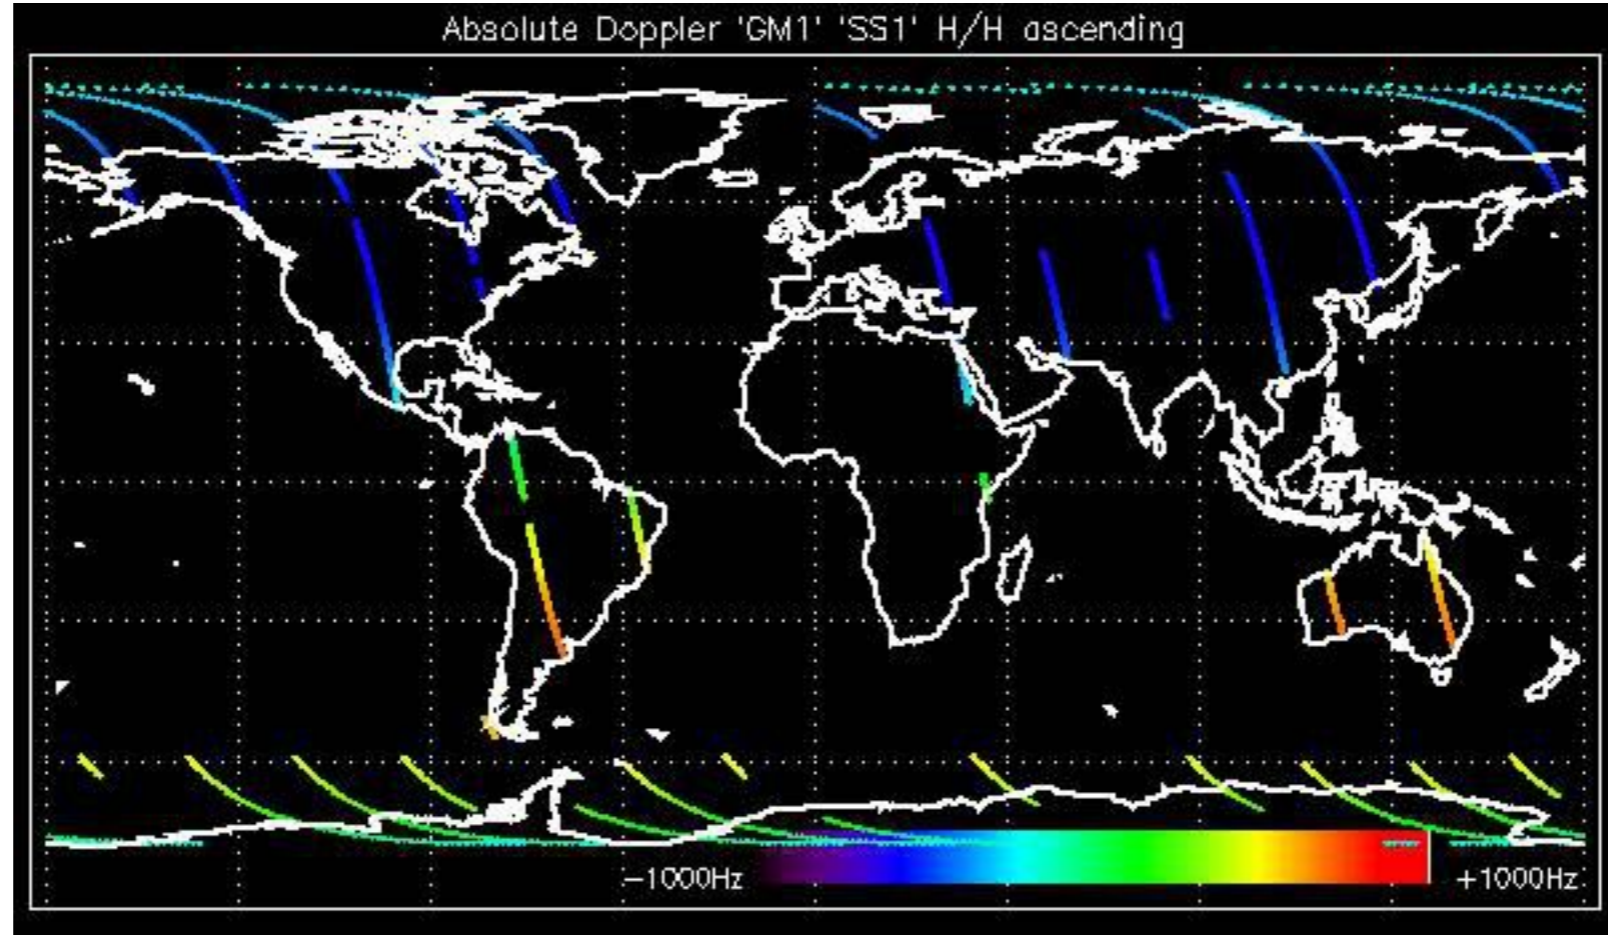 Absolute Doppler 'GM1' 'SS1' H/H ascending
−1000Hz
+1000Hz